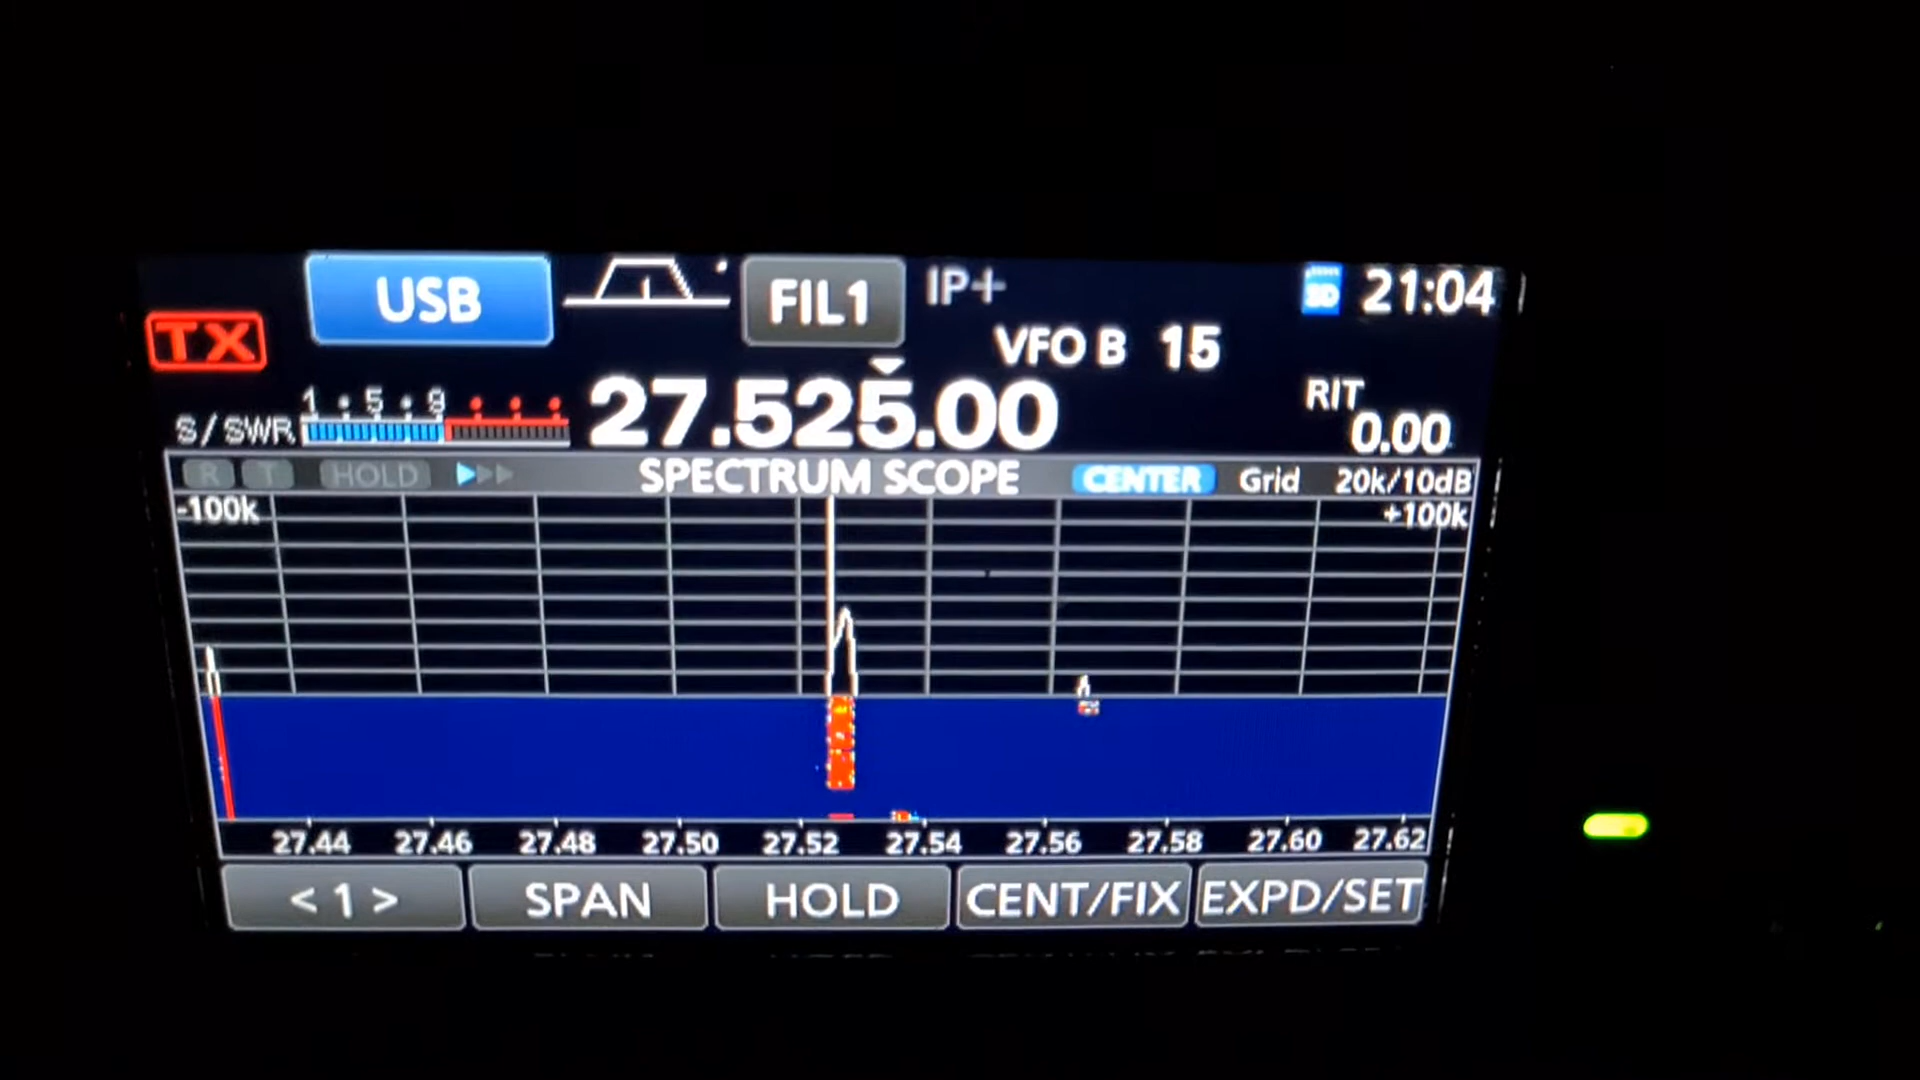 USB FIL1 IP+ SD 21:04
TX VFO B 15
27.525.00 RIT
S/SWR 1 5 9 0.00
R T HOLD SPECTRUM SCOPE CENTER Grid 20k/10dB
-100k +100k
27.44 27.46 27.48 27.50 27.52 27.54 27.56 27.58 27.60 27.62
< 1 > SPAN HOLD CENT/FIX EXPD/SET